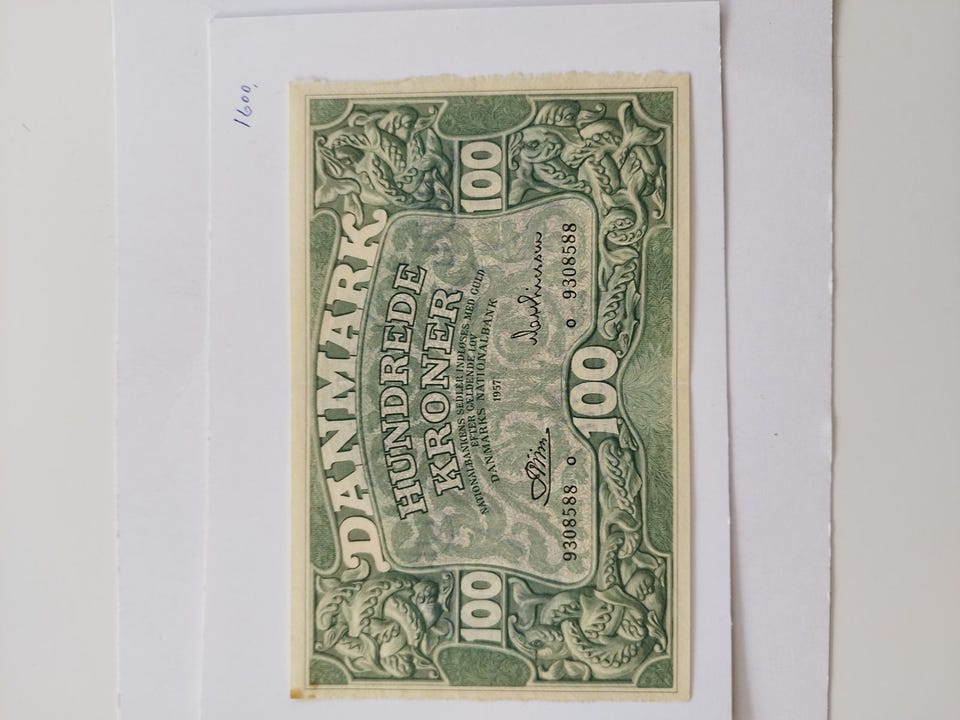 1600,
DANMARK
100 100
HUNDREDE
KRONER
NATIONALBANKENS SEDLER INDLØSES MED GULD
EFTER GÆLDENDE LOV
DANMARKS NATIONALBANK
1957
9308588 O O 9308588
100